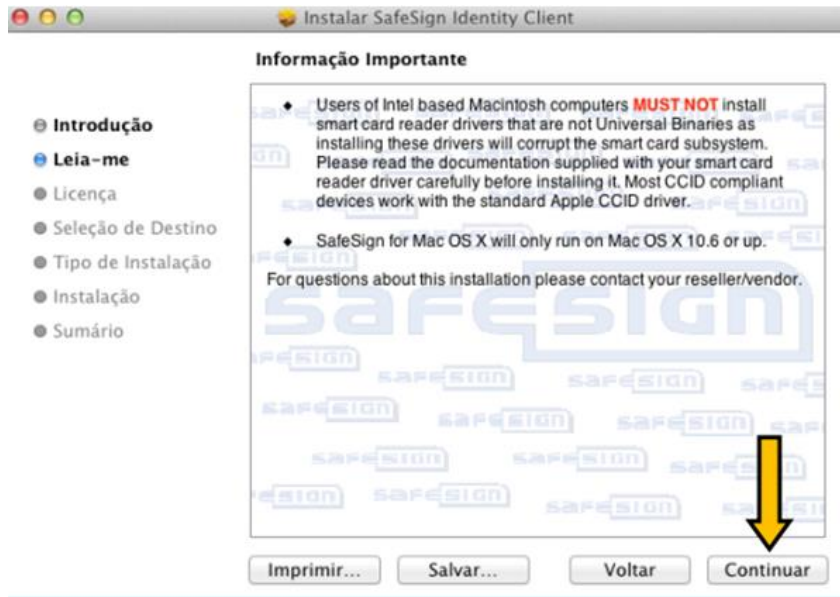 Instalar SafeSign Identity Client
Informação Importante
Introdução
Leia-me
Licença
Seleção de Destino
Tipo de Instalação
Instalação
Sumário
◆ Users of Intel based Macintosh computers MUST NOT install
smart card reader drivers that are not Universal Binaries as
installing these drivers will corrupt the smart card subsystem.
Please read the documentation supplied with your smart card
reader driver carefully before installing it. Most CCID compliant
devices work with the standard Apple CCID driver.
◆ SafeSign for Mac OS X will only run on Mac OS X 10.6 or up.
For questions about this installation please contact your reseller/vendor.
safesign
Imprimir...
Salvar...
Voltar
Continuar